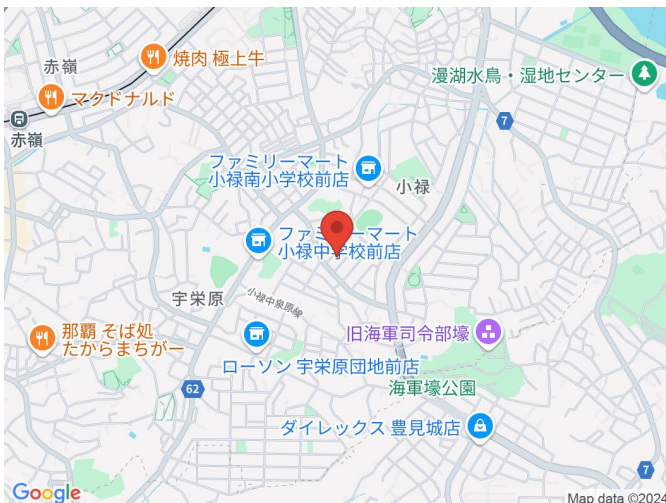 赤嶺
焼肉 極上牛
マクドナルド
赤嶺
漫湖水鳥・湿地センター
7
ファミリーマート
小禄南小学校前店
小禄
ファミリーマート
小禄中学校前店
宇栄原
小禄中泉原線
那覇 そば処
たからまちがー
ローソン 宇栄原団地前店
旧海軍司令部壕
海軍壕公園
62
ダイレックス 豊見城店
7
Google
Map data ©2024